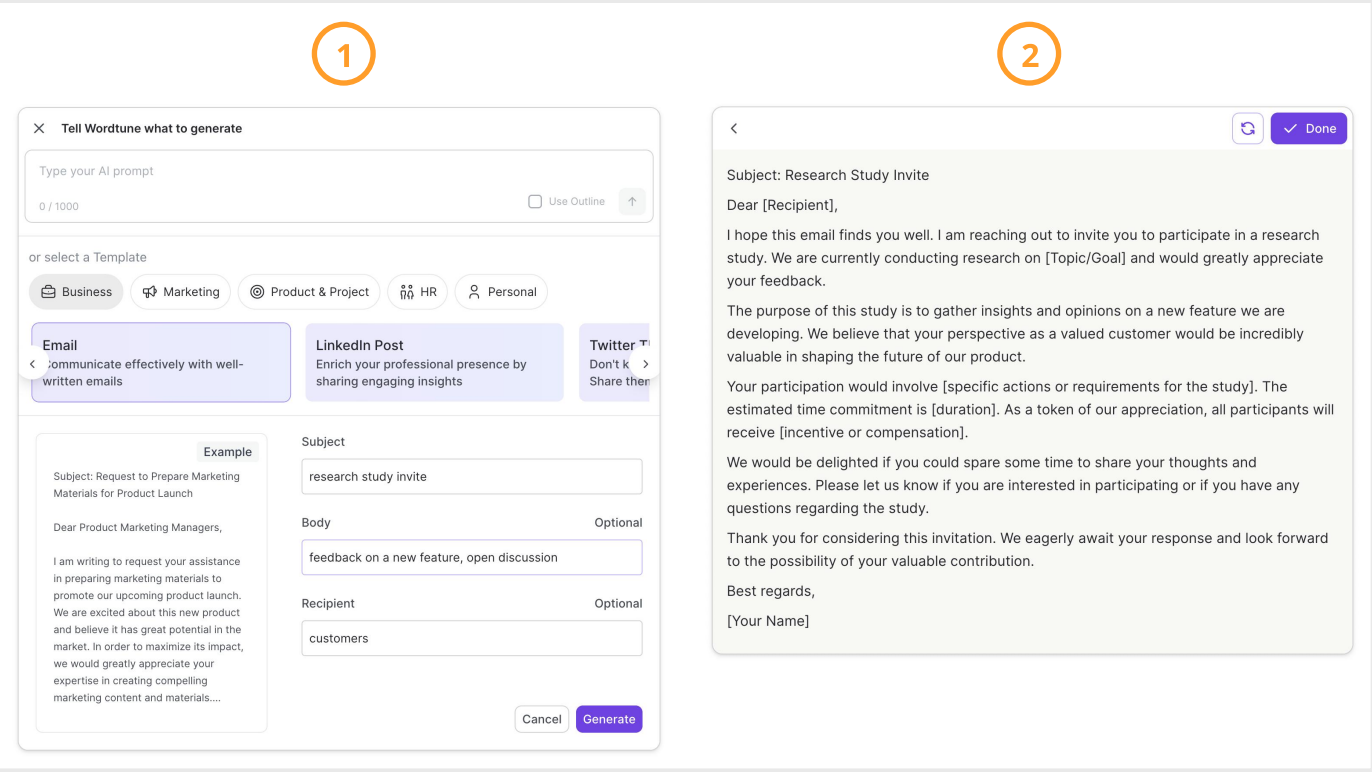 1
Tell Wordtune what to generate
Type your AI prompt
0 / 1000
Use Outline
or select a Template
Business
Marketing
Product & Project
HR
Personal
Email
Communicate effectively with well-
written emails
LinkedIn Post
Enrich your professional presence by
sharing engaging insights
Twitter T
Don't k
Share ther
Example
Subject: Request to Prepare Marketing
Materials for Product Launch
Dear Product Marketing Managers,
I am writing to request your assistance
in preparing marketing materials to
promote our upcoming product launch.
We are excited about this new product
and believe it has great potential in the
market. In order to maximize its impact,
we would greatly appreciate your
expertise in creating compelling
marketing content and materials....
Subject
research study invite
Body Optional
feedback on a new feature, open discussion
Recipient Optional
customers
Cancel
Generate
2
Done
Subject: Research Study Invite
Dear [Recipient],
I hope this email finds you well. I am reaching out to invite you to participate in a research
study. We are currently conducting research on [Topic/Goal] and would greatly appreciate
your feedback.
The purpose of this study is to gather insights and opinions on a new feature we are
developing. We believe that your perspective as a valued customer would be incredibly
valuable in shaping the future of our product.
Your participation would involve [specific actions or requirements for the study]. The
estimated time commitment is [duration]. As a token of our appreciation, all participants will
receive [incentive or compensation].
We would be delighted if you could spare some time to share your thoughts and
experiences. Please let us know if you are interested in participating or if you have any
questions regarding the study.
Thank you for considering this invitation. We eagerly await your response and look forward
to the possibility of your valuable contribution.
Best regards,
[Your Name]